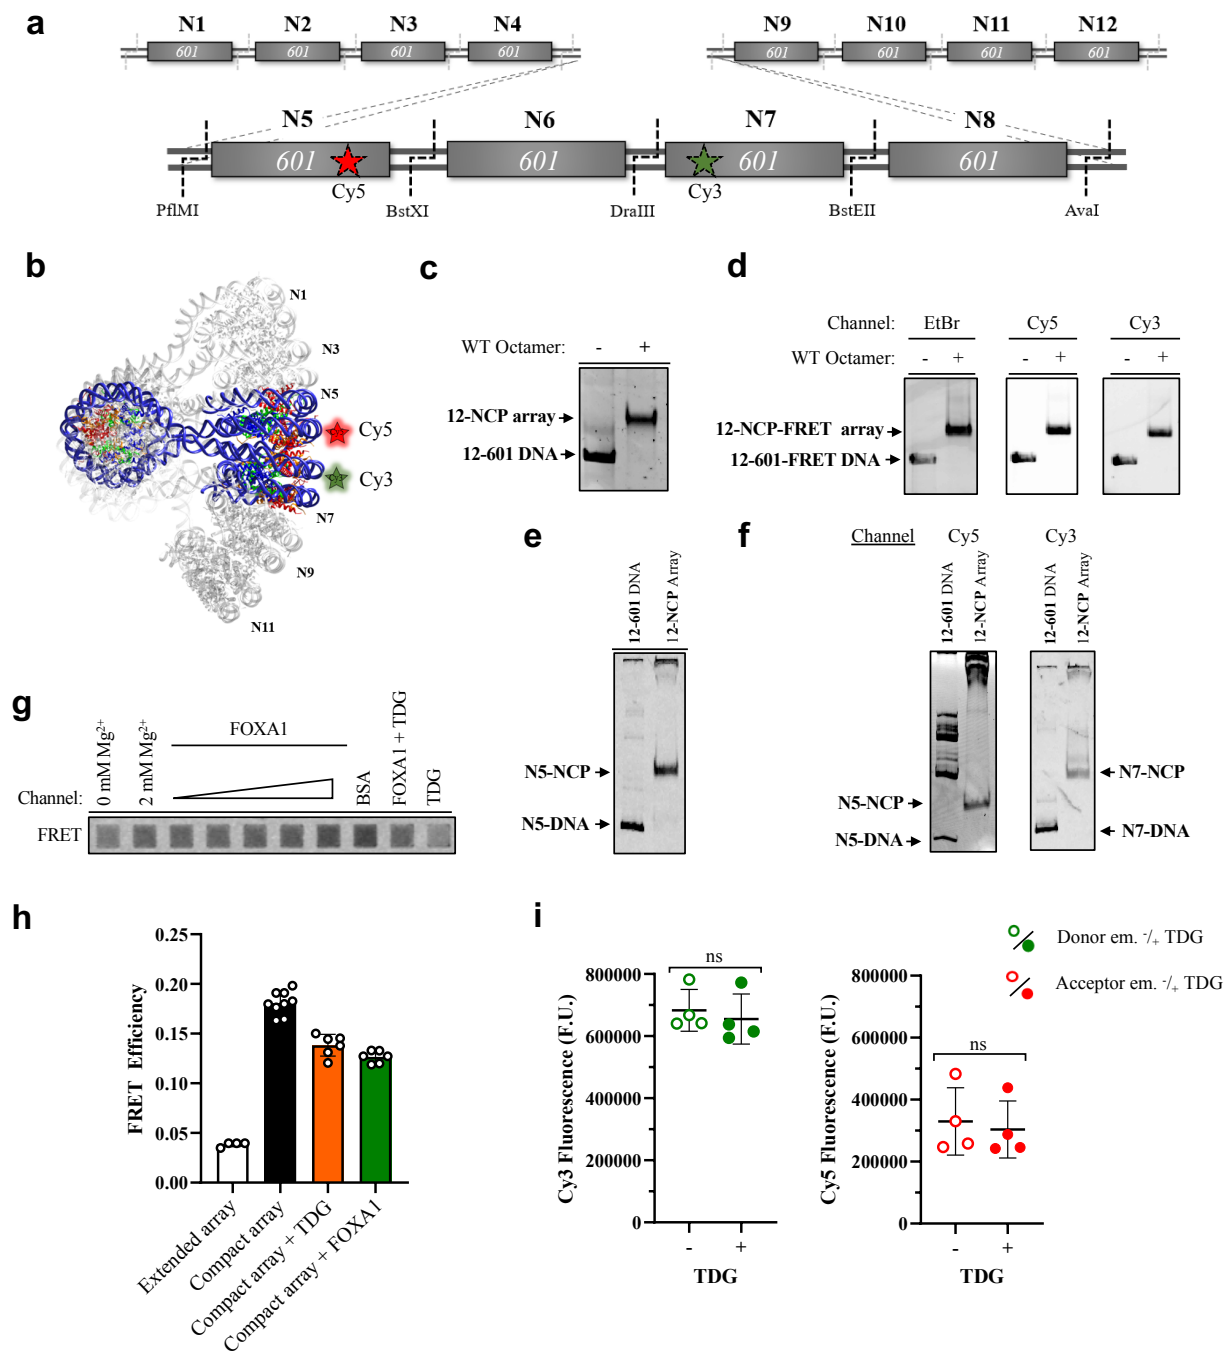 a
N1 N2 N3 N4 N9 N10 N11 N12
601 601 601 601 601 601 601 601
N5 N6 N7 N8
601 601 601 601
Cy5 Cy3
PflMI BstXI DraIII BstEII AvaI
b
N1
N3
N5
Cy5
Cy3
N7
N9
N11
c
WT Octamer: - +
12-NCP array
12-601 DNA
d
Channel: EtBr Cy5 Cy3
WT Octamer: - + - + - +
12-NCP-FRET array
12-601-FRET DNA
e
12-601 DNA
12-NCP Array
N5-NCP
N5-DNA
f
Channel Cy5 Cy3
12-601 DNA
12-NCP Array
12-601 DNA
12-NCP Array
N5-NCP
N5-DNA
N7-NCP
N7-DNA
g
0 mM Mg²⁺
2 mM Mg²⁺
FOXA1
BSA
FOXA1 + TDG
TDG
Channel:
FRET
h
FRET Efficiency
0.25
0.20
0.15
0.10
0.05
0.00
Extended array
Compact array
Compact array + TDG
Compact array + FOXA1
i
Donor em. -/+ TDG
Acceptor em. -/+ TDG
Cy3 Fluorescence (F.U.)
800000
600000
400000
200000
0
ns
- +
TDG
Cy5 Fluorescence (F.U.)
800000
600000
400000
200000
0
ns
- +
TDG